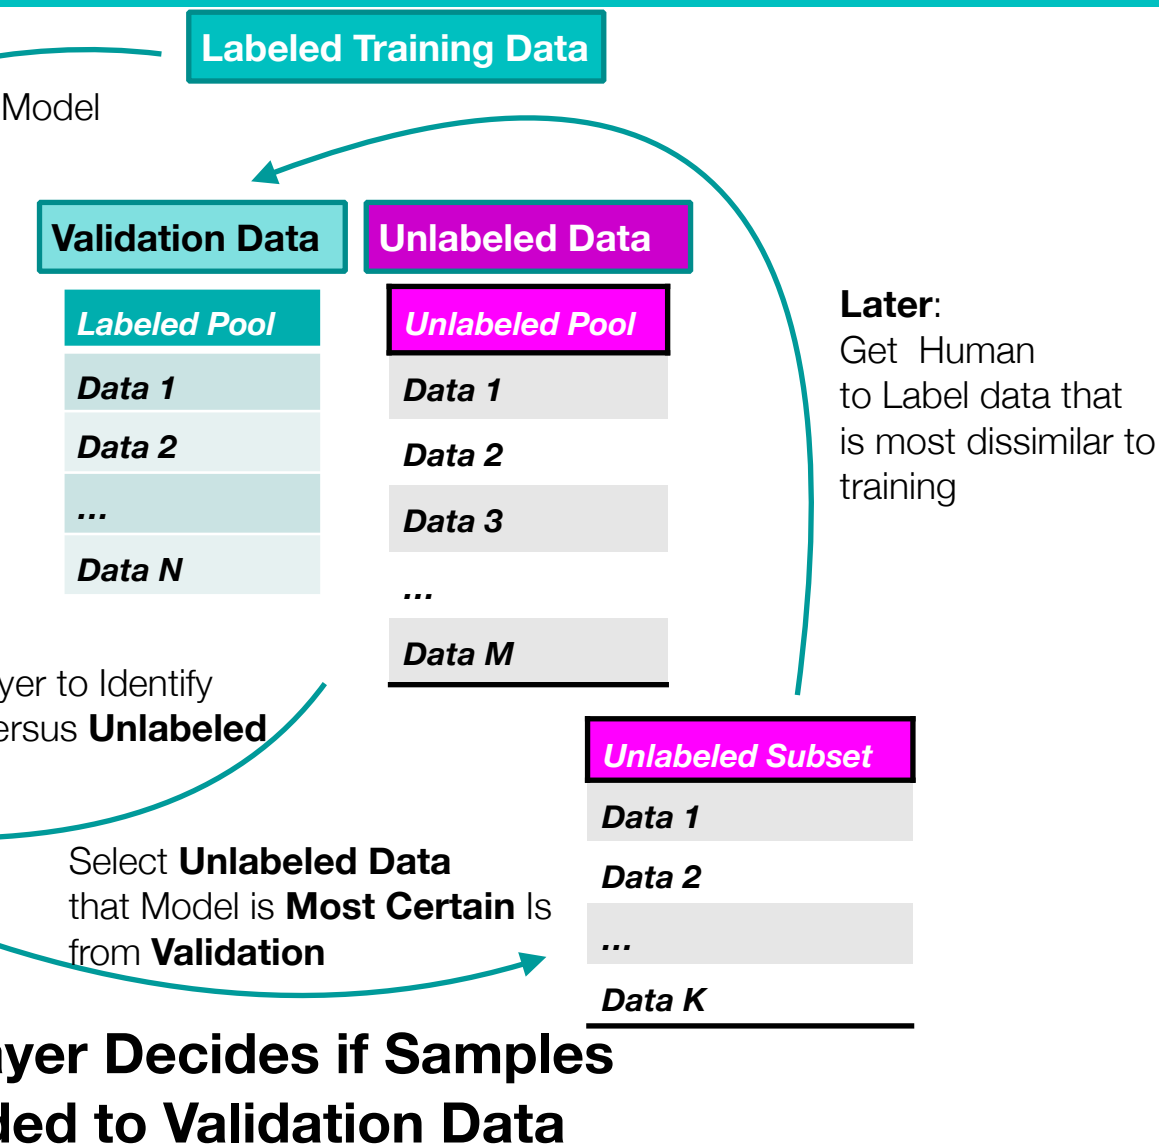 Labeled Training Data
Model
Validation Data
Unlabeled Data
Labeled Pool
Data 1
Data 2
...
Data N
Unlabeled Pool
Data 1
Data 2
Data 3
...
Data M
Later:
Get Human
to Label data that
is most dissimilar to
training
yer to Identify
ersus Unlabeled
Select Unlabeled Data
that Model is Most Certain Is
from Validation
Unlabeled Subset
Data 1
Data 2
...
Data K
ayer Decides if Samples
ded to Validation Data